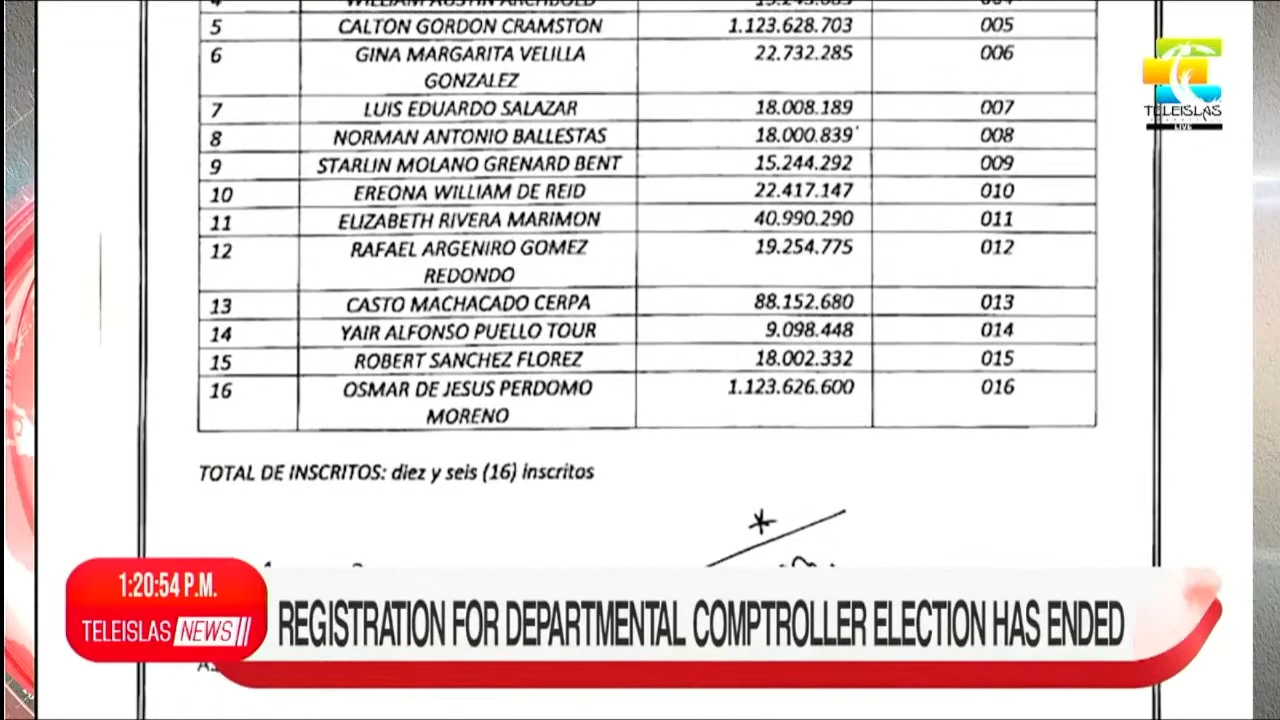 4 WILLIAM AUSTIN ARCHBOLD
5 CALTON GORDON CRAMSTON 1.123.628.703 005
6 GINA MARGARITA VELILLA 22.732.285 006
GONZALEZ
7 LUIS EDUARDO SALAZAR 18.008.189 007
8 NORMAN ANTONIO BALLESTAS 18.000.839 008
9 STARLIN MOLANO GRENARD BENT 15.244.292 009
10 EREONA WILLIAM DE REID 22.417.147 010
11 ELIZABETH RIVERA MARIMON 40.990.290 011
12 RAFAEL ARGENIRO GOMEZ 19.254.775 012
REDONDO
13 CASTO MACHACADO CERPA 88.152.680 013
14 YAIR ALFONSO PUELLO TOUR 9.098.448 014
15 ROBERT SANCHEZ FLOREZ 18.002.332 015
16 OSMAR DE JESUS PERDOMO 1.123.626.600 016
MORENO
TOTAL DE INSCRITOS: diez y seis (16) inscritos
TELEISLAS
LIVE
1:20:54 P.M.
TELEISLAS NEWS
REGISTRATION FOR DEPARTMENTAL COMPTROLLER ELECTION HAS ENDED